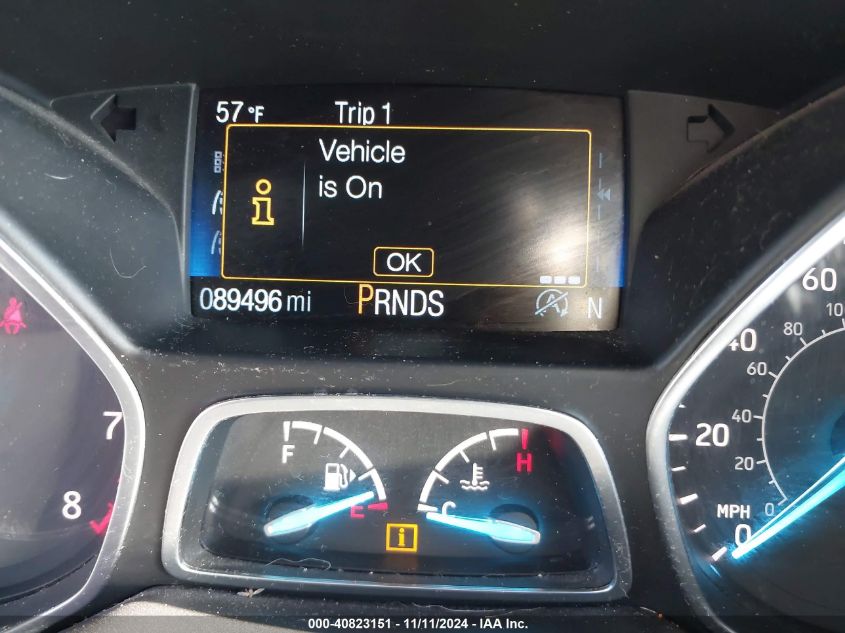 57 °F Trip 1
Vehicle
is On
OK
089496 mi PRNDS
A N
7
8
F
E
H
C
i
60
40
20
0
MPH
80
60
40
20
0
000-40823151 - 11/11/2024 - IAA Inc.